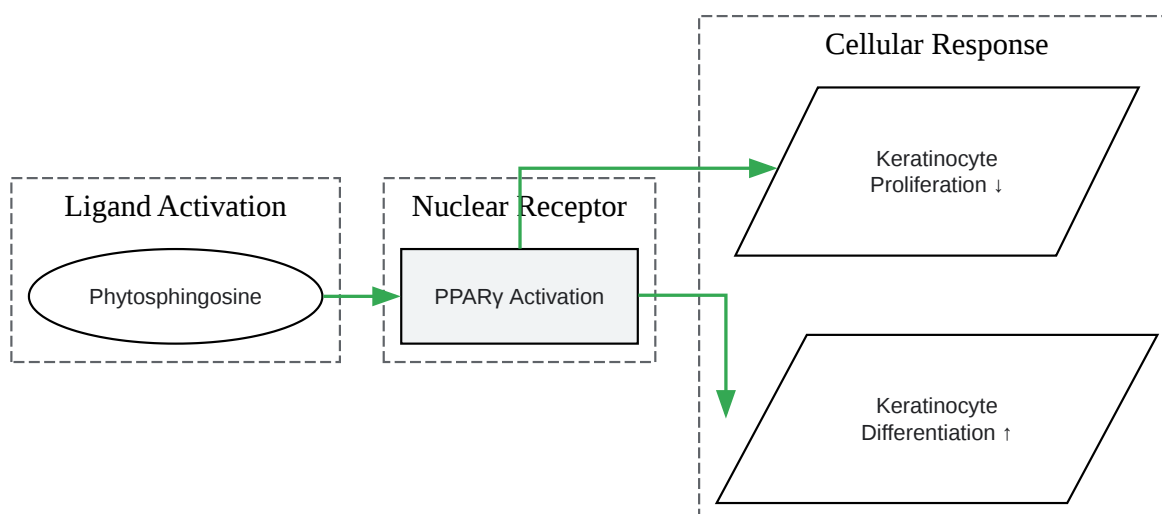 Cellular Response
Keratinocyte
Proliferation ↓
Ligand Activation
Nuclear Receptor
Phytosphingosine
PPARγ Activation
Keratinocyte
Differentiation ↑